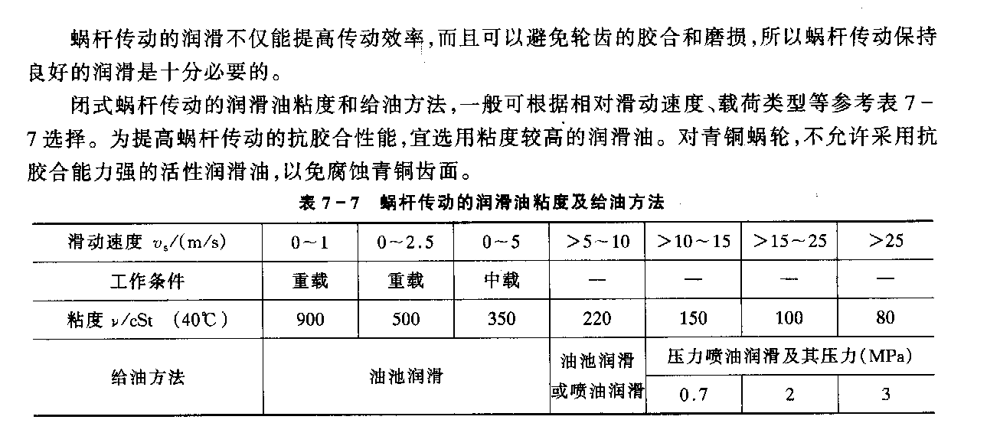 蜗杆传动的润滑不仅能提高传动效率,而且可以避免轮齿的胶合和磨损,所以蜗杆传动保持
良好的润滑是十分必要的。
闭式蜗杆传动的润滑油粘度和给油方法,一般可根据相对滑动速度、载荷类型等参考表 7-
7 选择。为提高蜗杆传动的抗胶合性能,宜选用粘度较高的润滑油。对青铜蜗轮,不允许采用抗
胶合能力强的活性润滑油,以免腐蚀青铜齿面。
表 7-7 蜗杆传动的润滑油粘度及给油方法
滑动速度 vs/(m/s) 0~1 0~2.5 0~5 >5~10 >10~15 >15~25 >25
工作条件 重载 重载 中载 — — — —
粘度 ν/cSt (40℃) 900 500 350 220 150 100 80
给油方法 油池润滑 油池润滑 压力喷油润滑及其压力(MPa)
或喷油润滑 0.7 2 3